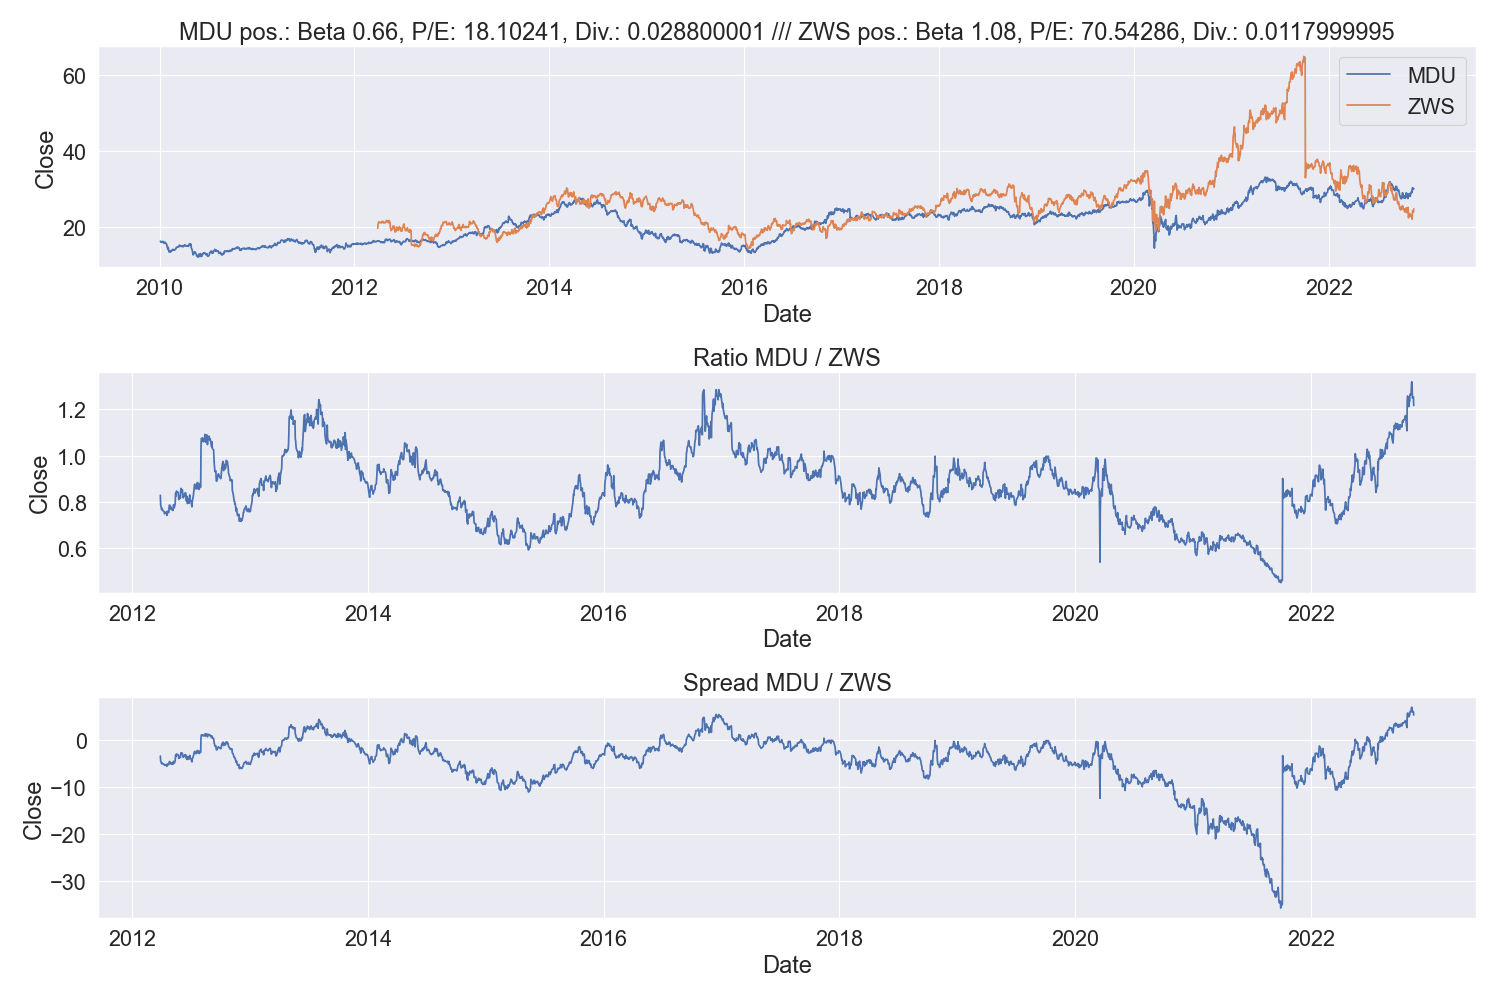 MDU pos.: Beta 0.66, P/E: 18.10241, Div.: 0.028800001 /// ZWS pos.: Beta 1.08, P/E: 70.54286, Div.: 0.0117999995
Close
60
40
20
MDU
ZWS
2010 2012 2014 2016 2018 2020 2022
Date
Ratio MDU / ZWS
Close
1.2
1.0
0.8
0.6
2012 2014 2016 2018 2020 2022
Date
Spread MDU / ZWS
Close
0
−10
−20
−30
2012 2014 2016 2018 2020 2022
Date